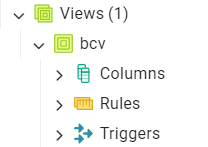 Views (1)
bcv
Columns
Rules
Triggers